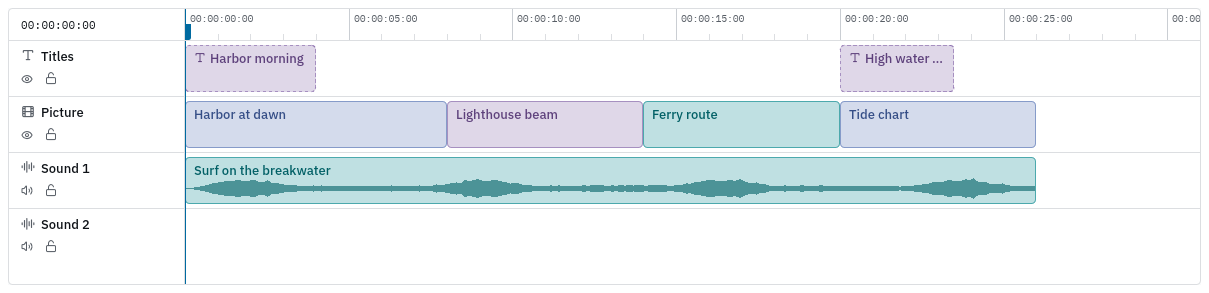 00:00:00:00
00:00:00:00 00:00:05:00 00:00:10:00 00:00:15:00 00:00:20:00 00:00:25:00 00:00
Titles
Harbor morning
High water ...
Picture
Harbor at dawn
Lighthouse beam
Ferry route
Tide chart
Sound 1
Surf on the breakwater
Sound 2